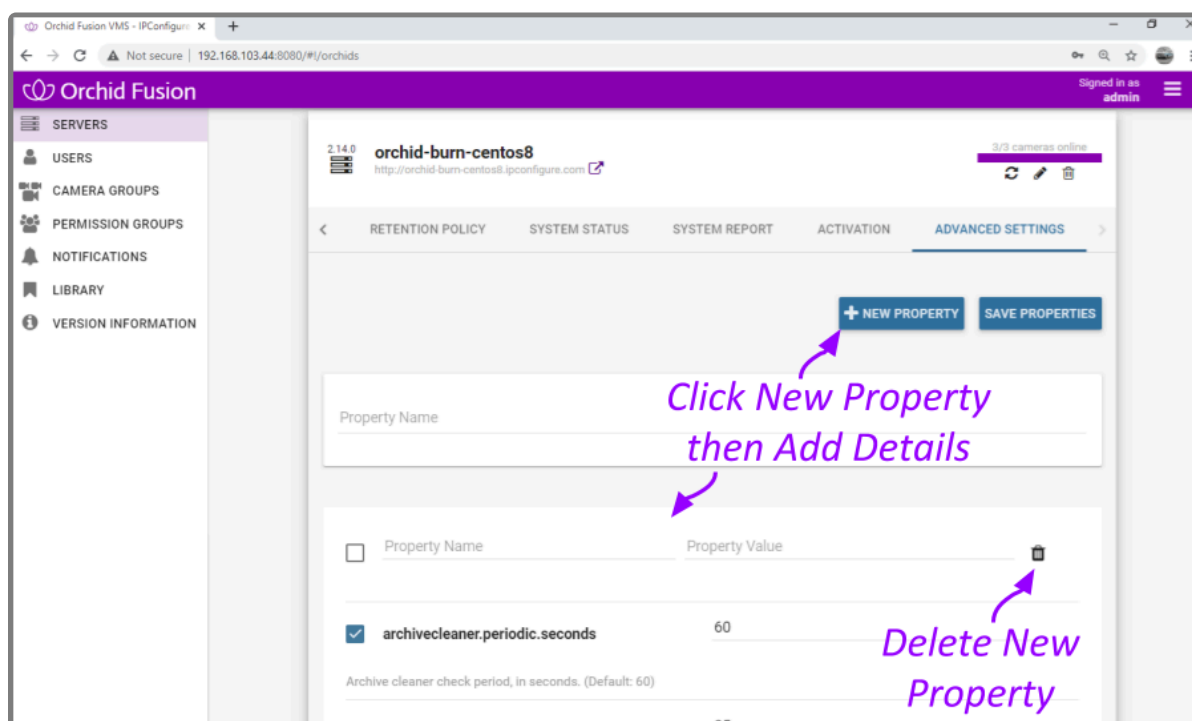 Orchid Fusion VMS - IPConfigure
Not secure | 192.168.103.44:8080/#!/orchids
Orchid Fusion
Signed in as
admin
SERVERS
USERS
CAMERA GROUPS
PERMISSION GROUPS
NOTIFICATIONS
LIBRARY
VERSION INFORMATION
2.14.0
orchid-burn-centos8
http://orchid-burn-centos8.ipconfigure.com
3/3 cameras online
RETENTION POLICY SYSTEM STATUS SYSTEM REPORT ACTIVATION ADVANCED SETTINGS
NEW PROPERTY SAVE PROPERTIES
Click New Property
then Add Details
Property Name
Property Name Property Value
archivecleaner.periodic.seconds 60
Archive cleaner check period, in seconds. (Default: 60)
Delete New
Property